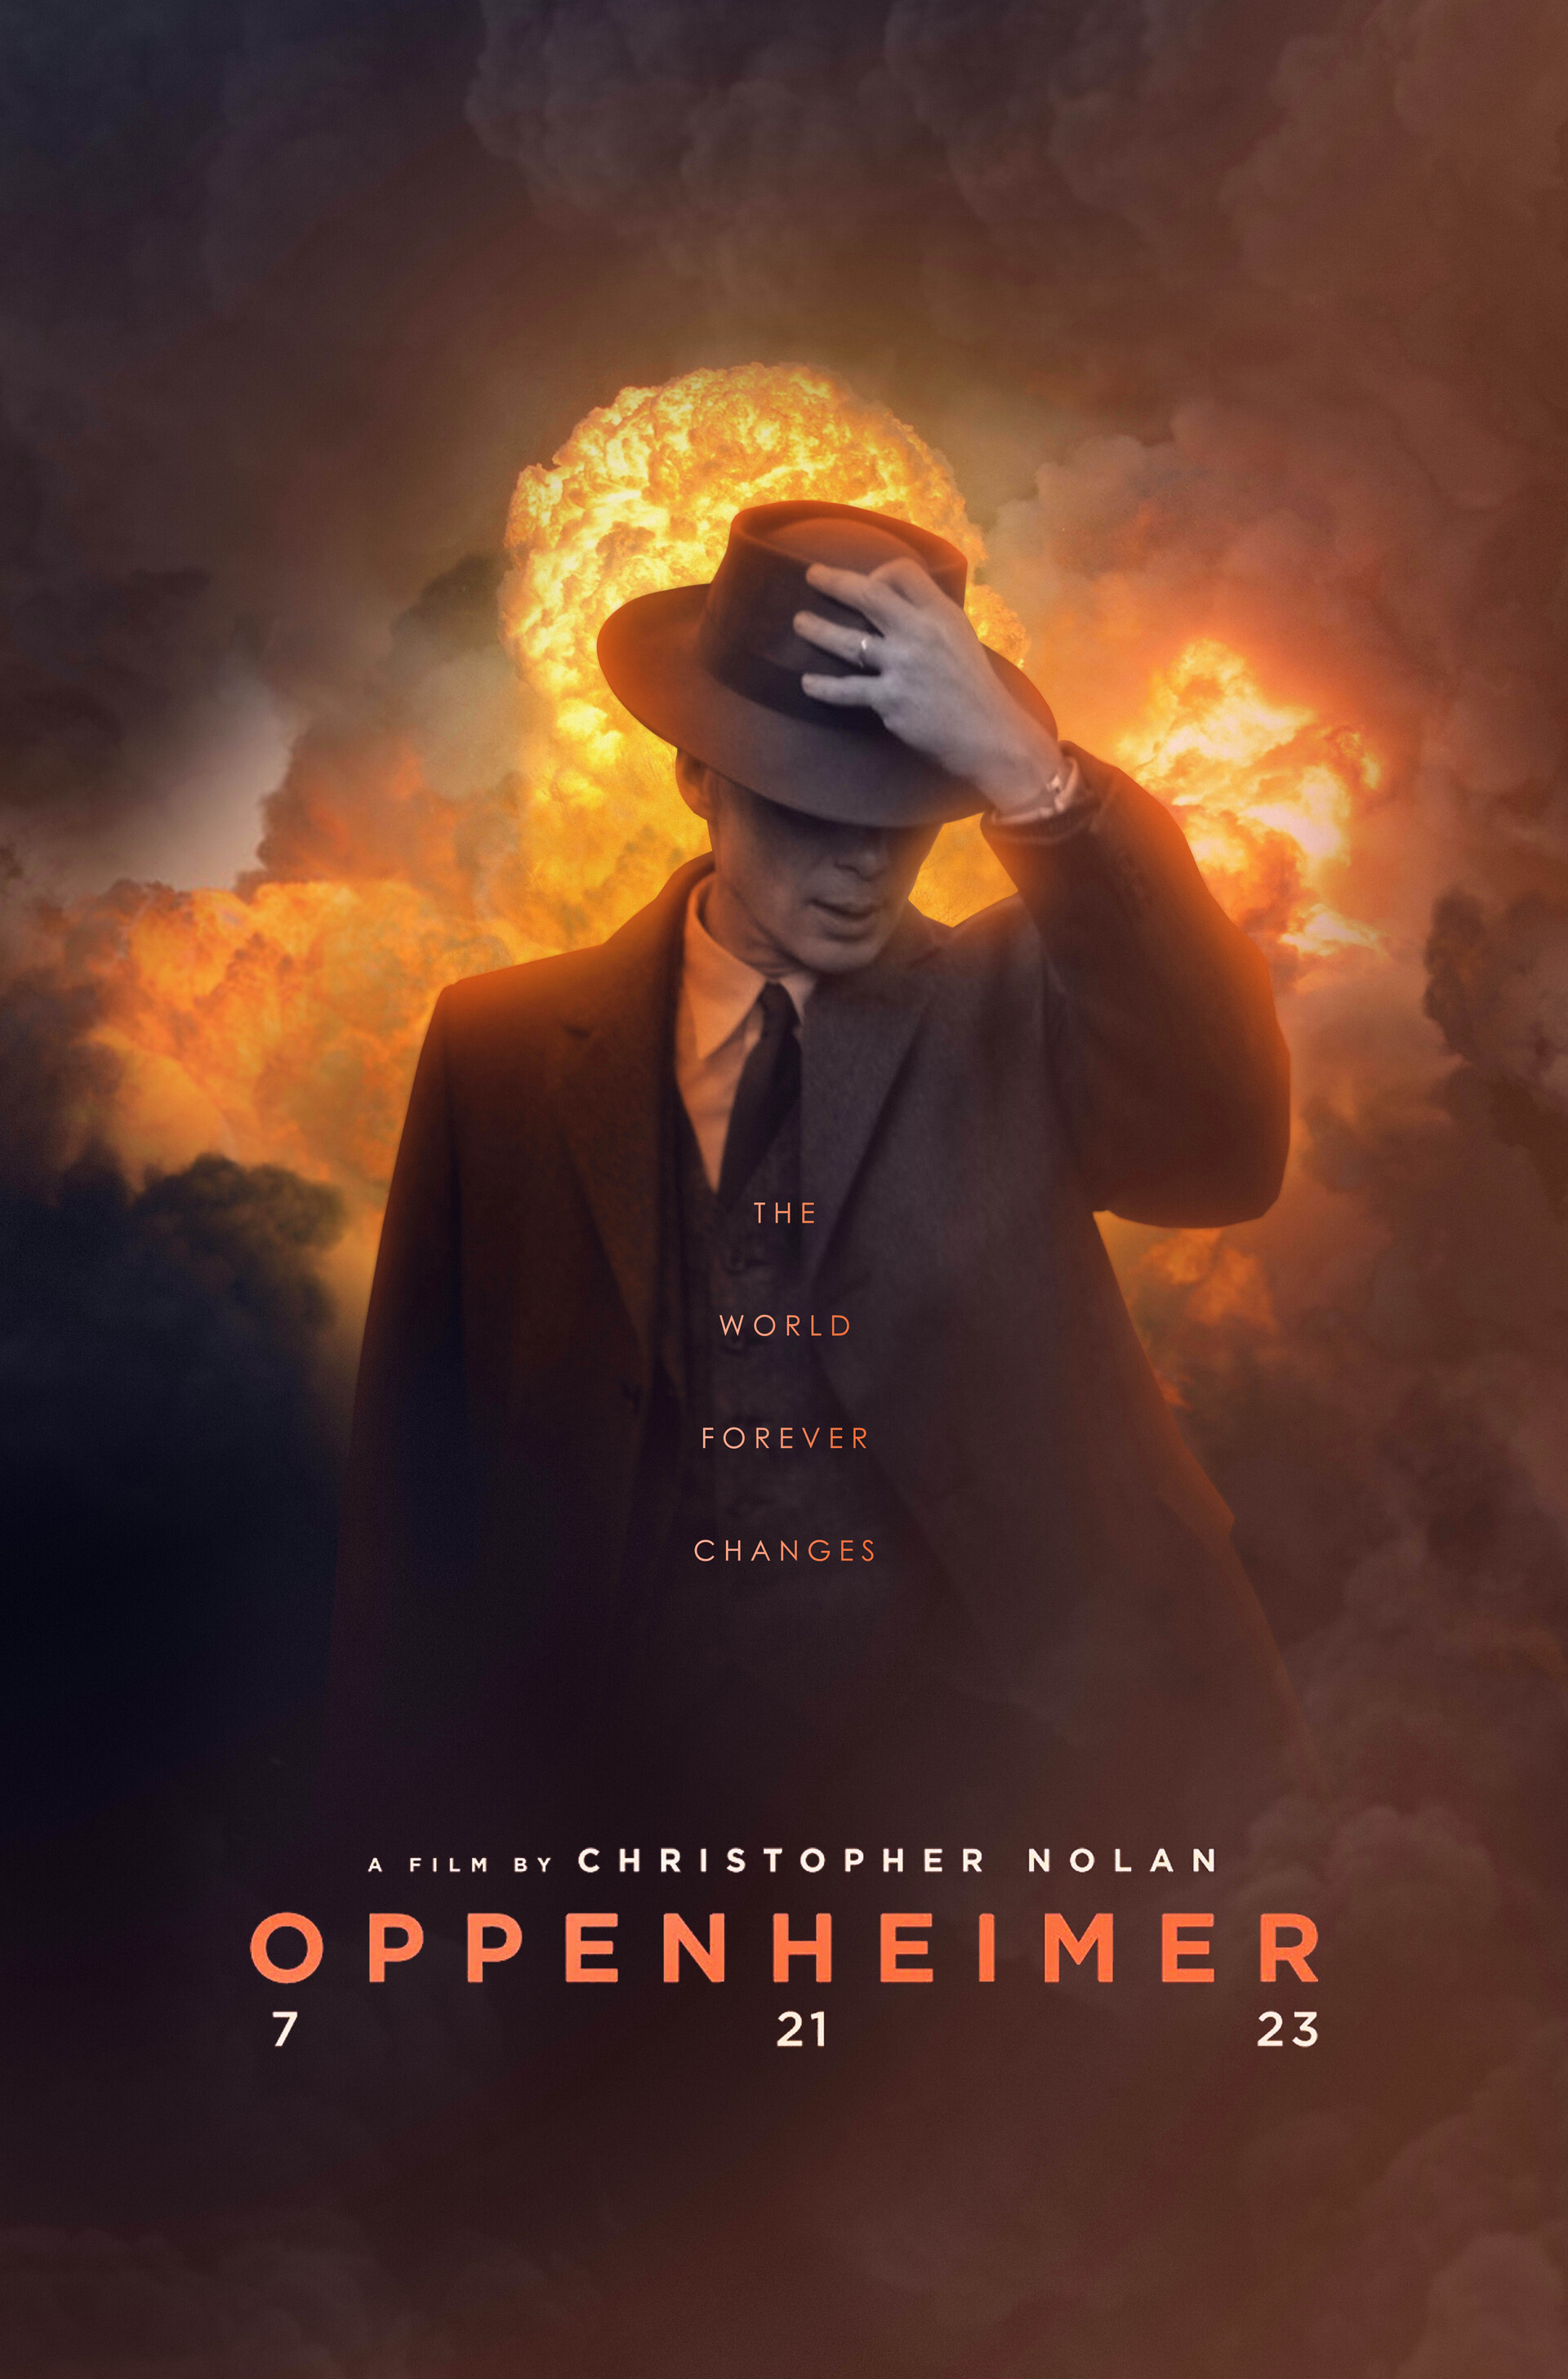 THE
WORLD
FOREVER
CHANGES
A FILM BY CHRISTOPHER NOLAN
OPPENHEIMER
7 21 23